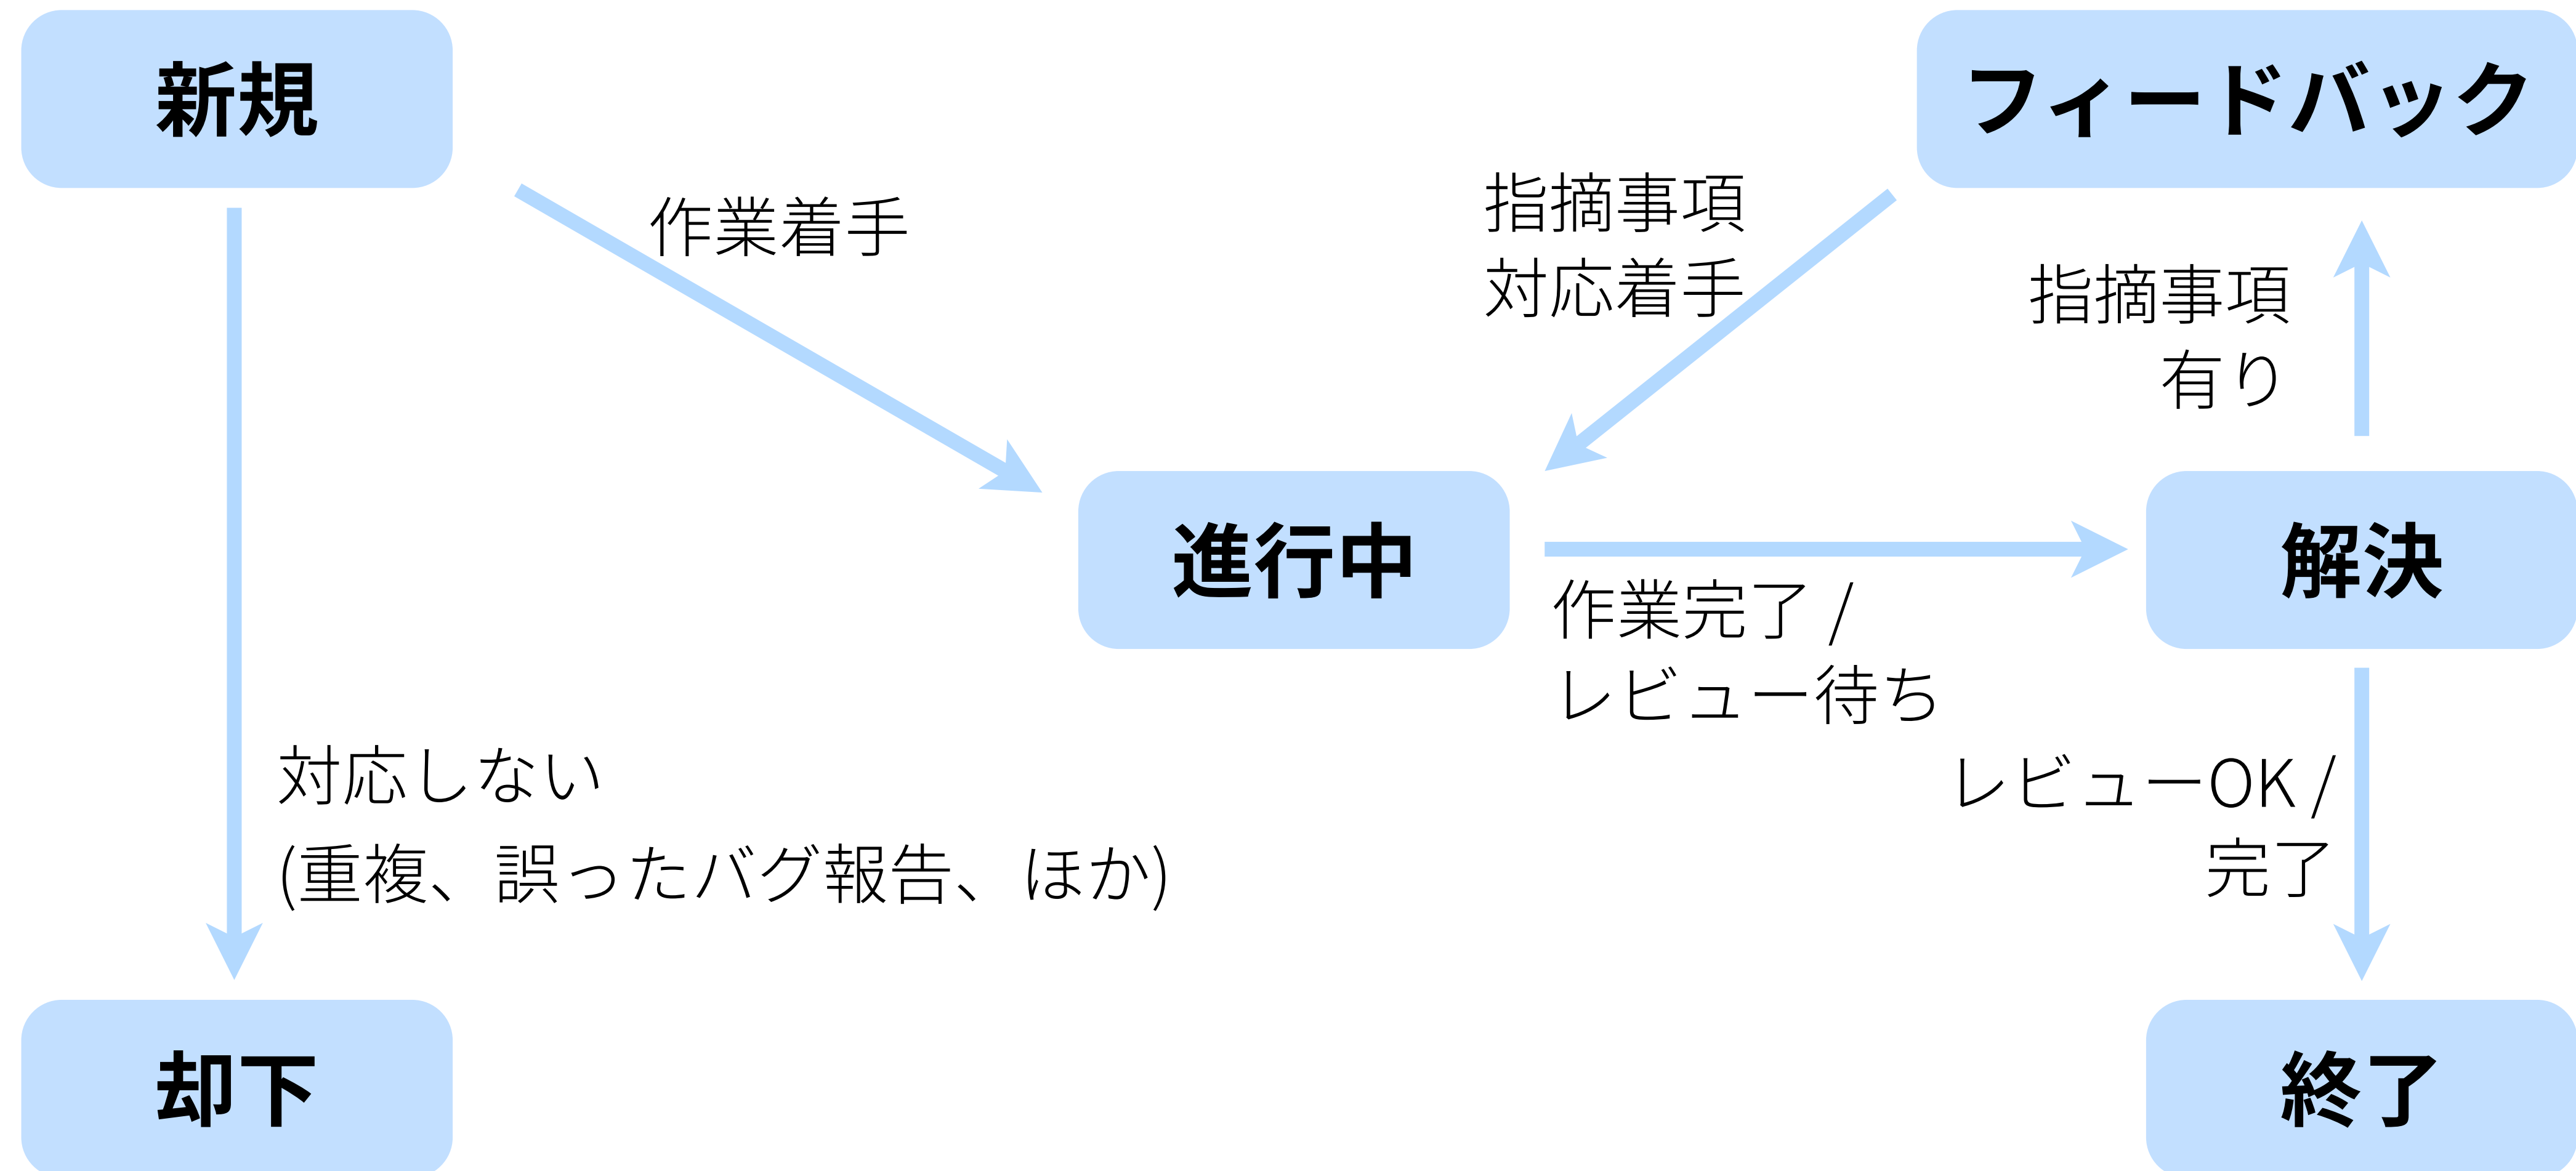 新規
フィードバック
作業着手
指摘事項
対応着手
指摘事項
有り
進行中
解決
作業完了 /
レビュー待ち
対応しない
(重複、誤ったバグ報告、ほか)
レビューOK /
完了
却下
終了